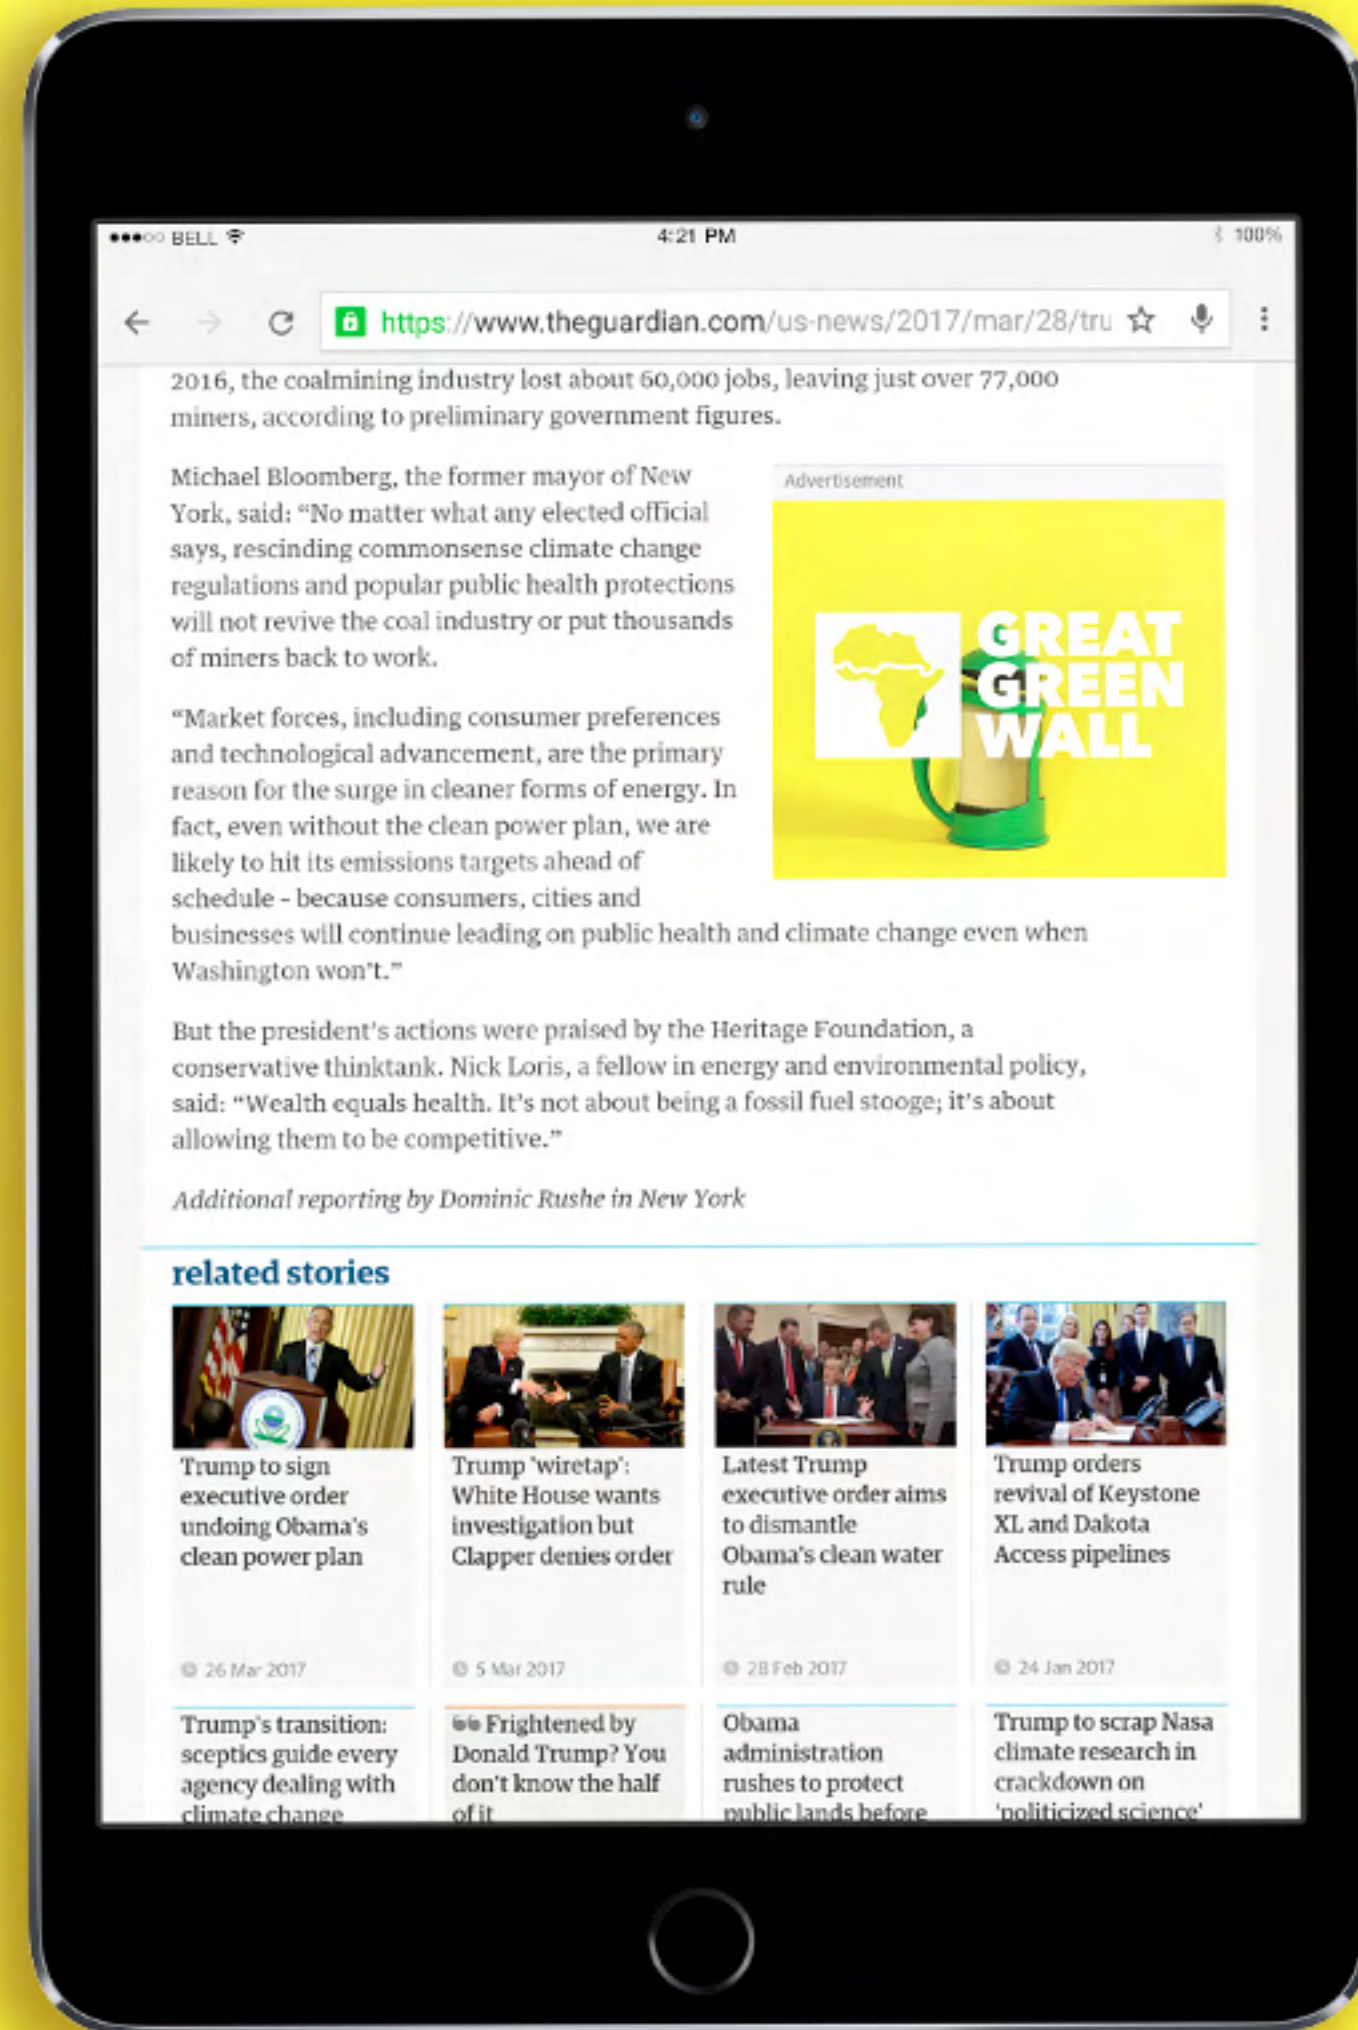 BELL
4:21 PM
100%
https://www.theguardian.com/us-news/2017/mar/28/tru
2016, the coalmining industry lost about 60,000 jobs, leaving just over 77,000
miners, according to preliminary government figures.
Michael Bloomberg, the former mayor of New
York, said: “No matter what any elected official
says, rescinding commonsense climate change
regulations and popular public health protections
will not revive the coal industry or put thousands
of miners back to work.
“Market forces, including consumer preferences
and technological advancement, are the primary
reason for the surge in cleaner forms of energy. In
fact, even without the clean power plan, we are
likely to hit its emissions targets ahead of
schedule – because consumers, cities and
businesses will continue leading on public health and climate change even when
Washington won't.”
Advertisement
GREAT
GREEN
WALL
But the president's actions were praised by the Heritage Foundation, a
conservative thinktank. Nick Loris, a fellow in energy and environmental policy,
said: “Wealth equals health. It's not about being a fossil fuel stooge; it's about
allowing them to be competitive.”
Additional reporting by Dominic Rushe in New York
related stories
Trump to sign
executive order
undoing Obama's
clean power plan
26 Mar 2017
Trump 'wiretap':
White House wants
investigation but
Clapper denies order
5 Mar 2017
Latest Trump
executive order aims
to dismantle
Obama's clean water
rule
28 Feb 2017
Trump orders
revival of Keystone
XL and Dakota
Access pipelines
24 Jan 2017
Trump's transition:
sceptics guide every
agency dealing with
climate change
“ Frightened by
Donald Trump? You
don't know the half
of it
Obama
administration
rushes to protect
public lands before
Trump to scrap Nasa
climate research in
crackdown on
'politicized science'